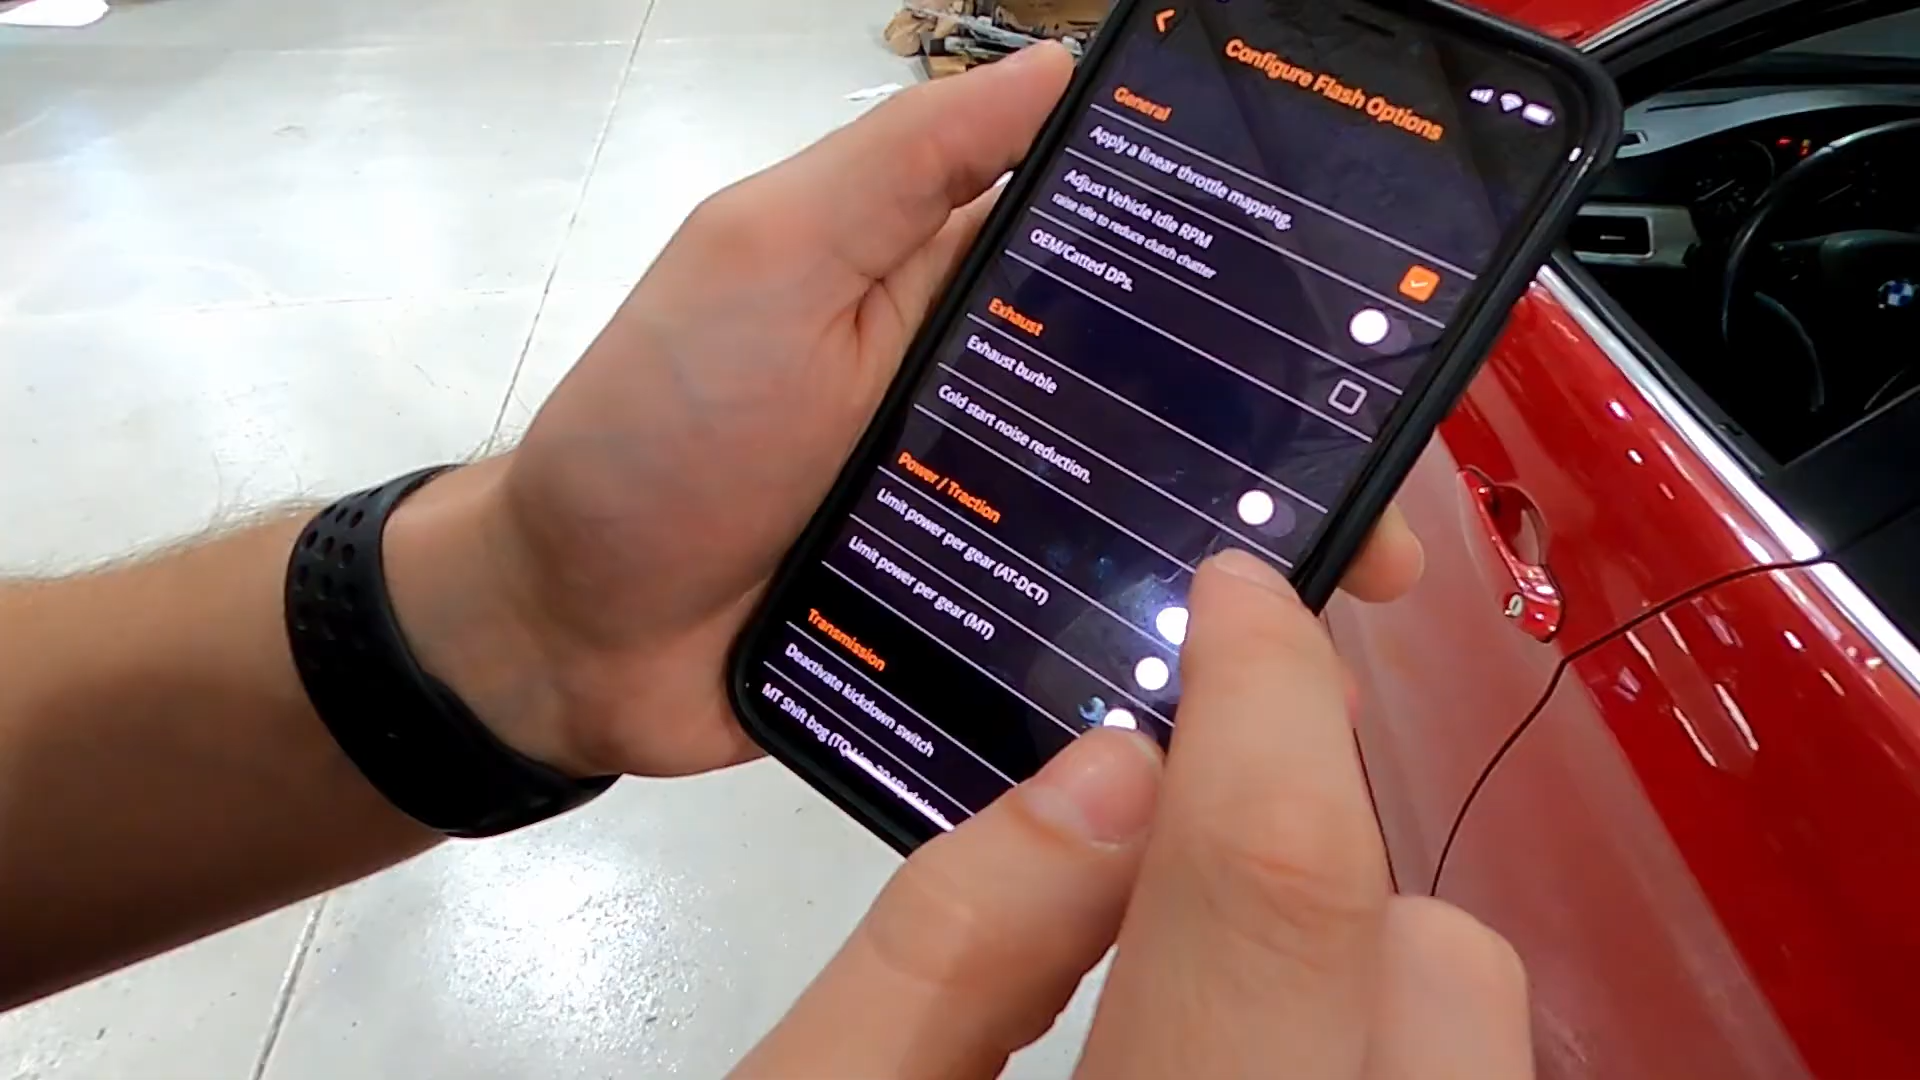 Configure Flash Options
General
Apply a linear throttle mapping.
Adjust Vehicle Idle RPM
raise idle to reduce clutch chatter
OEM/Catted DPs.
Exhaust
Exhaust burble
Cold start noise reduction.
Power / Traction
Limit power per gear (AT-DCT)
Limit power per gear (MT)
Transmission
Deactivate kickdown switch
MT Shift bog